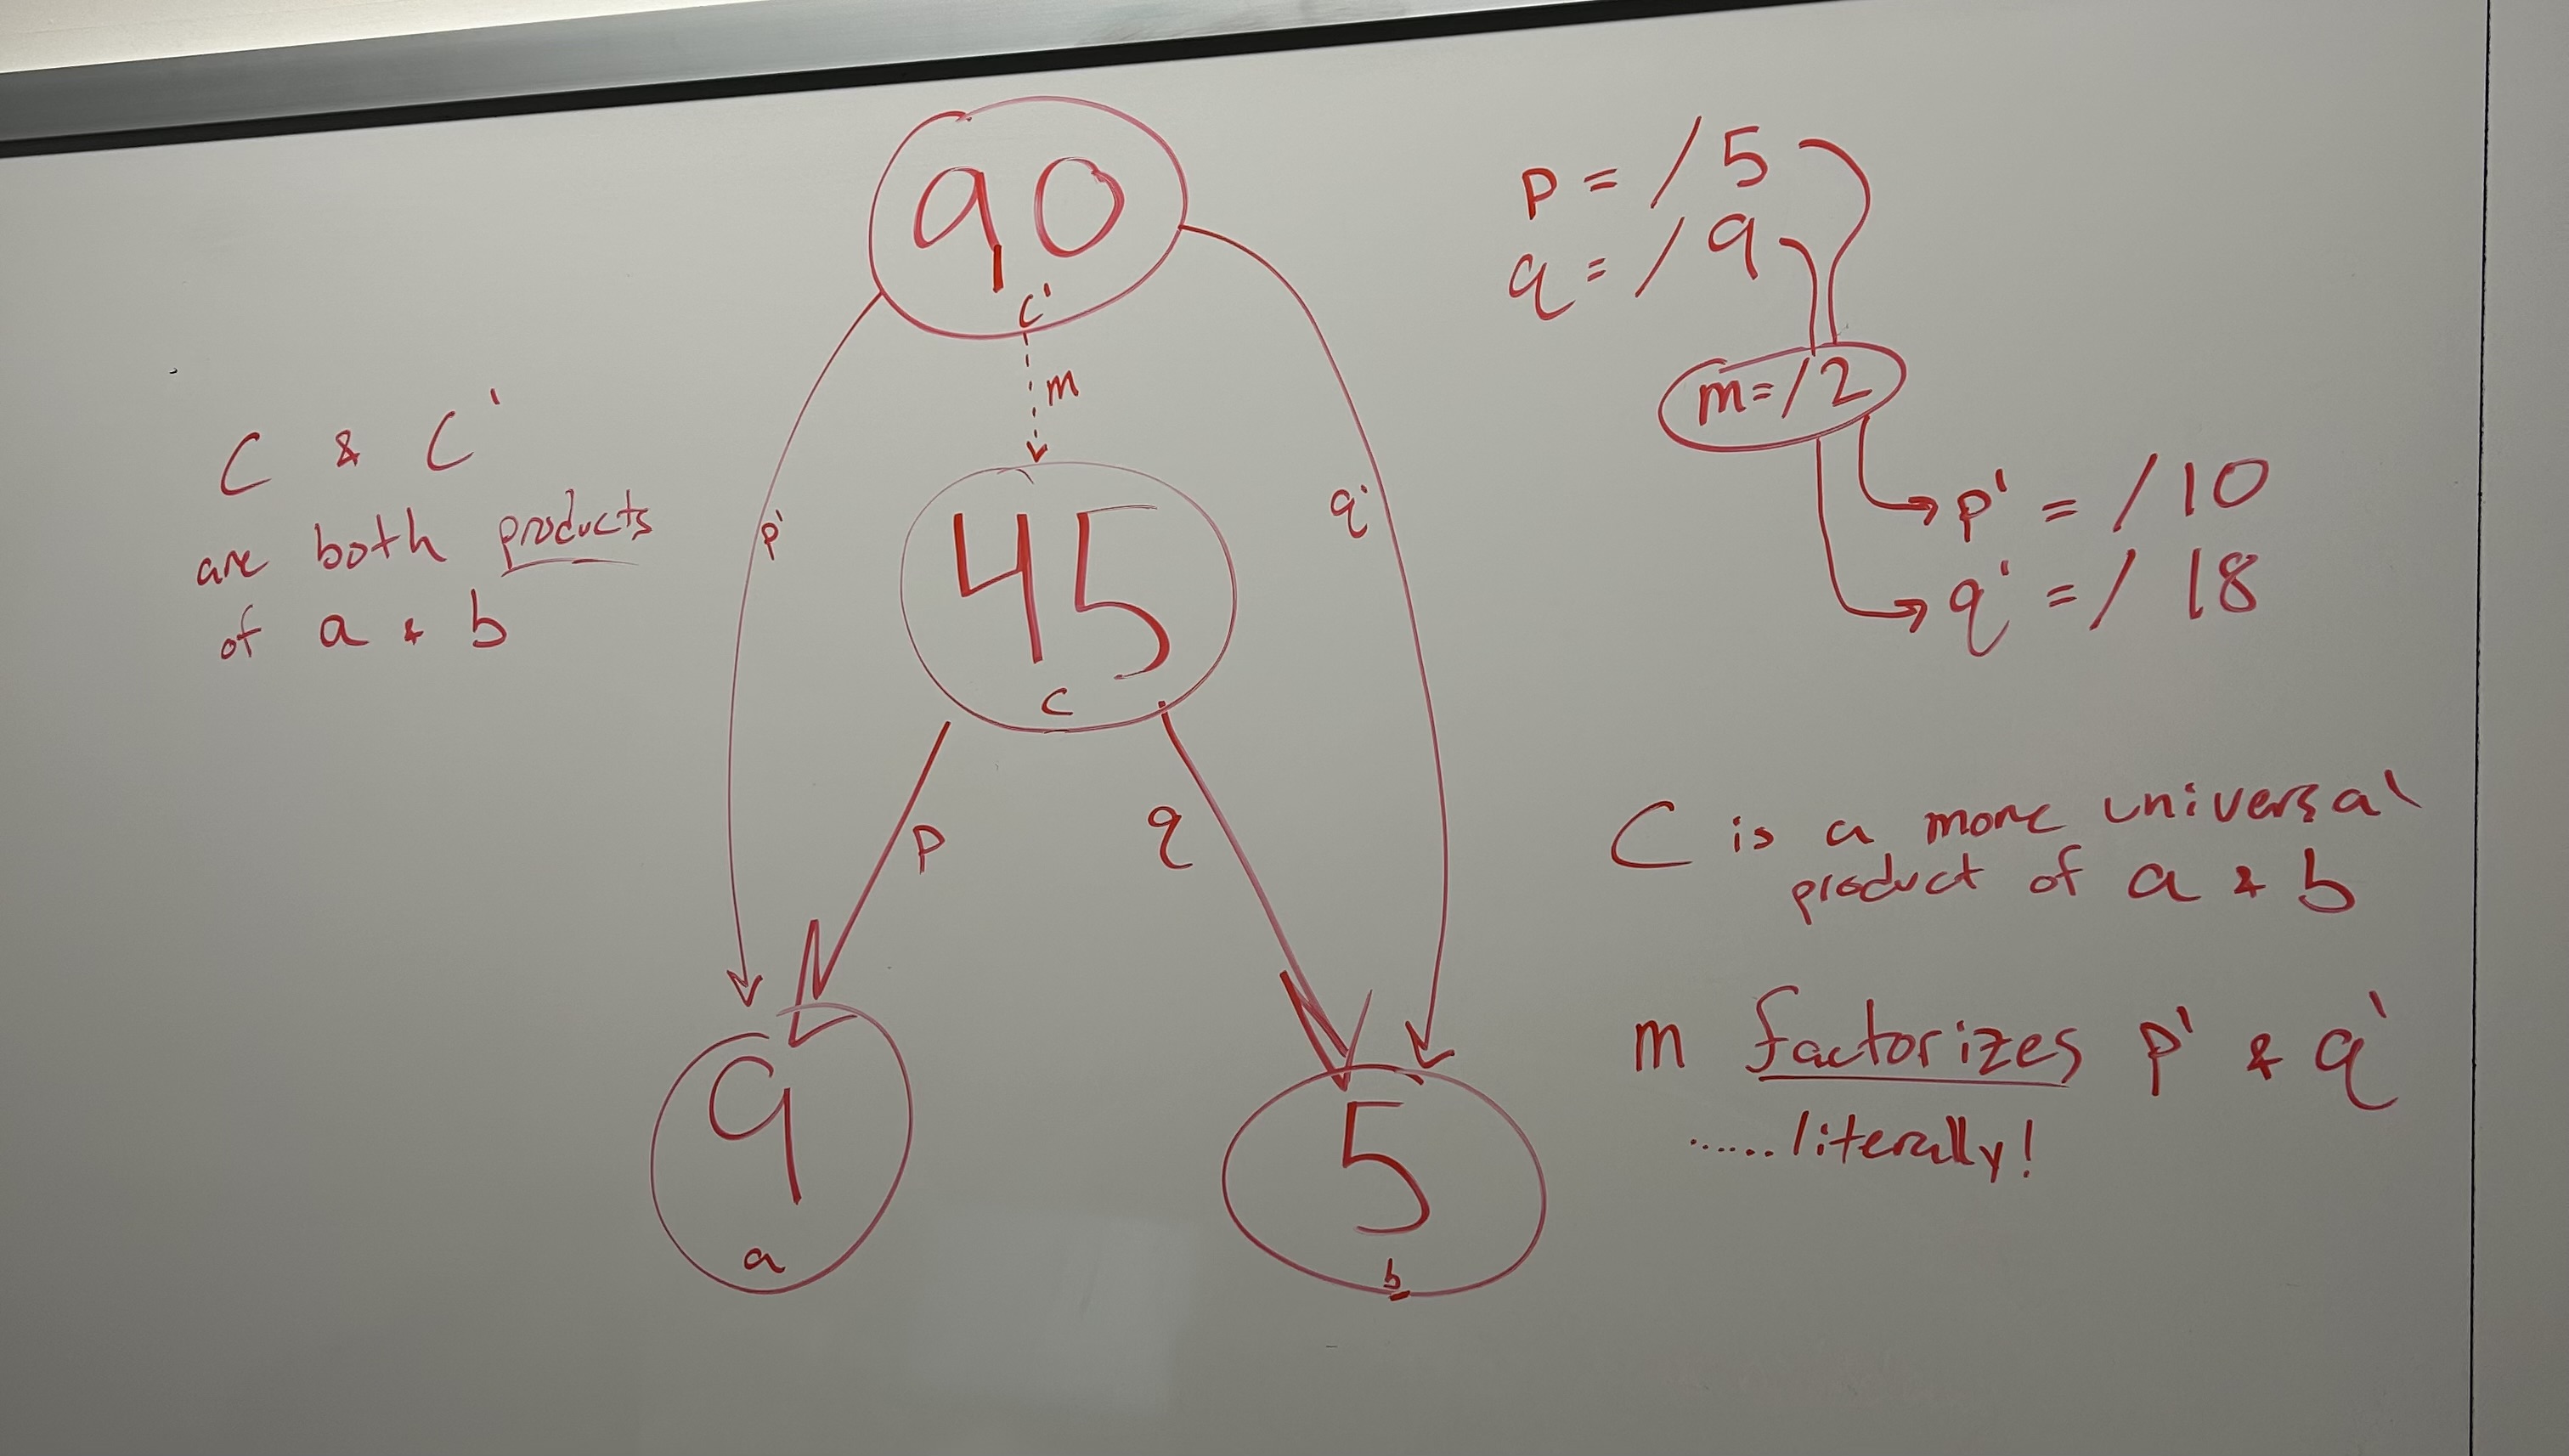 90
c'
m
p'
q'
45
c
p
q
9
a
5
b
C & C'
are both products
of a & b
p = /5
q = /9
m=/2
p' = /10
q' = /18
C is a more universal
product of a & b
m factorizes p' & q'
......literally!